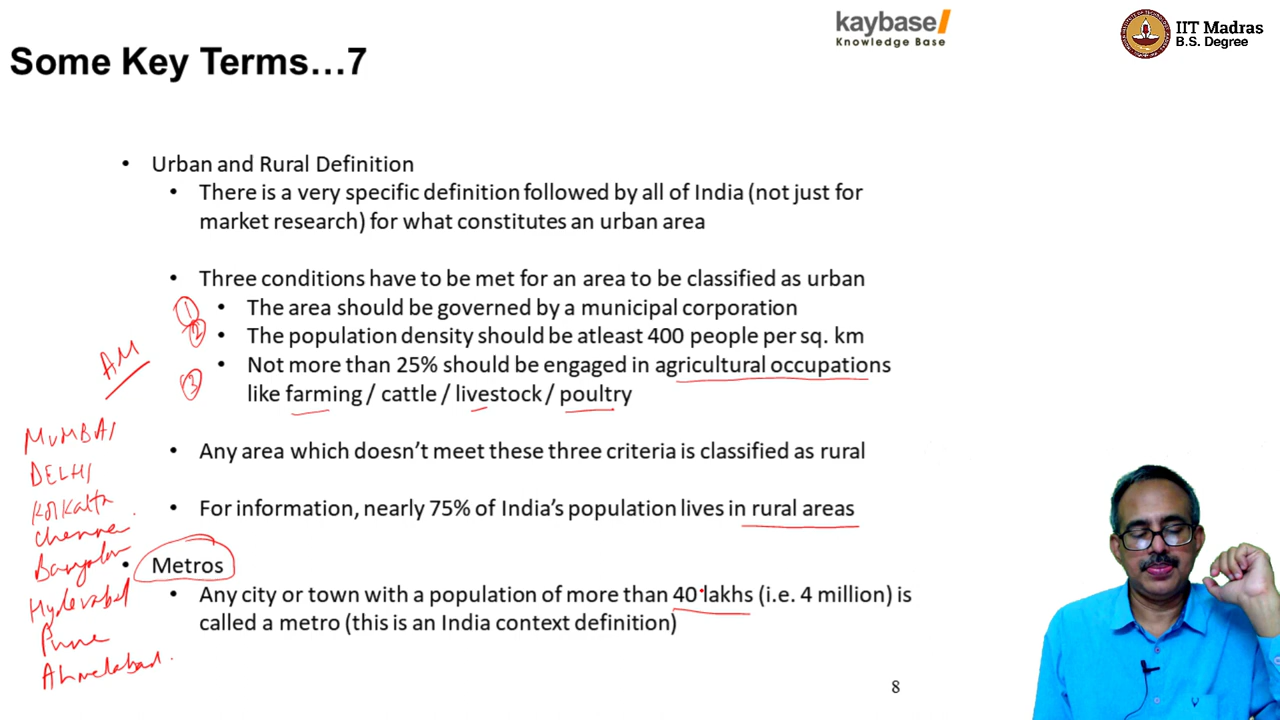 kaybase
Knowledge Base
IIT Madras
B.S. Degree
Some Key Terms...7
• Urban and Rural Definition
• There is a very specific definition followed by all of India (not just for
market research) for what constitutes an urban area
• Three conditions have to be met for an area to be classified as urban
1 • The area should be governed by a municipal corporation
2 • The population density should be atleast 400 people per sq. km
3 • Not more than 25% should be engaged in agricultural occupations
like farming / cattle / livestock / poultry
• Any area which doesn't meet these three criteria is classified as rural
• For information, nearly 75% of India's population lives in rural areas
• Metros
• Any city or town with a population of more than 40 lakhs (i.e. 4 million) is
called a metro (this is an India context definition)
AM
MUMBAI
DELHI
Kolkatta
Chennai
Bangalore
Hyderabad
Pune
Ahmedabad
8